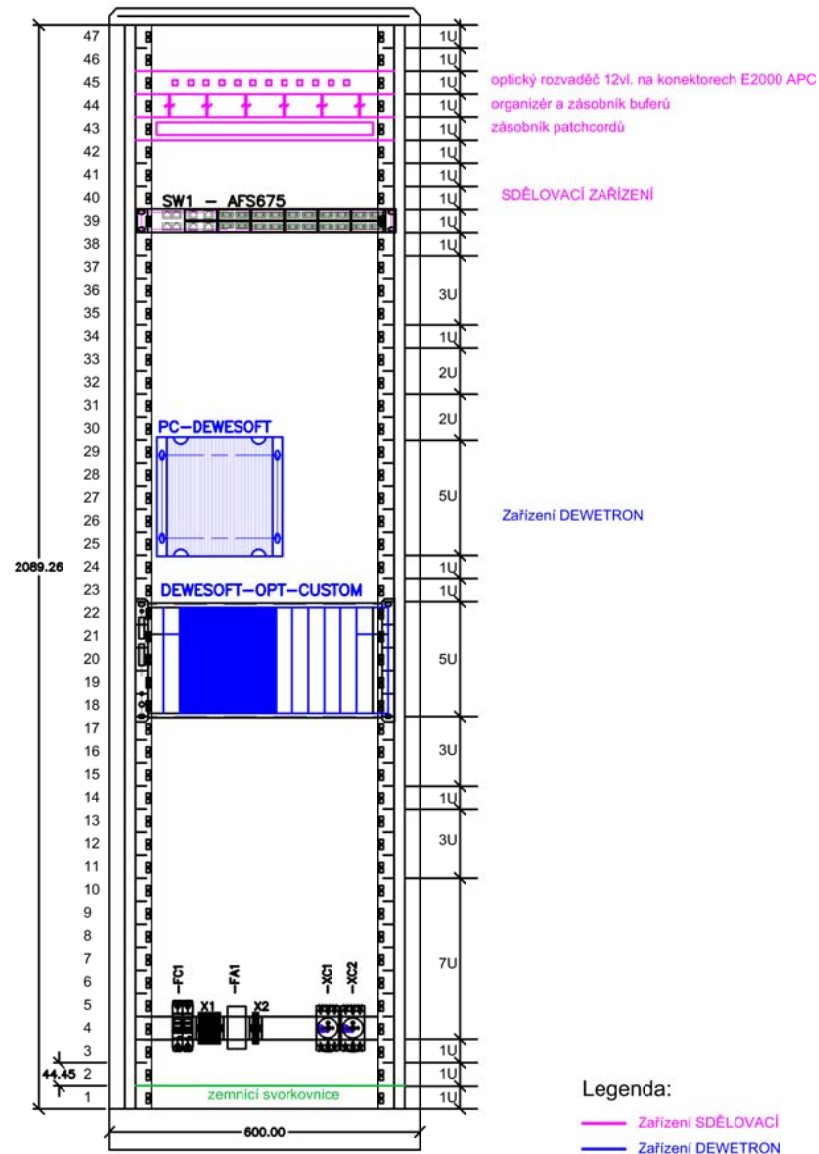 47 1U
46 1U
45 1U optický rozvaděč 12vl. na konektorech E2000 APC
44 1U organizér a zásobník buferů
43 1U zásobník patchcordů
42 1U
41 1U
40 SW1 – AFS675 1U SDĚLOVACÍ ZAŘÍZENÍ
39 1U
38 1U
37
36 3U
35
34 1U
33
32 2U
31
30 PC-DEWESOFT 2U
29
28
27 5U
26 Zařízení DEWETRON
25
24 1U
2089.26
23 DEWESOFT-OPT-CUSTOM 1U
22
21
20 5U
19
18
17
16 3U
15
14 1U
13
12 3U
11
10
9
8
7 7U
6 -FC1 -FA1 -XC1 -XC2
5 X1 X2
4
3 1U
44.45
2 1U
1 zemnící svorkovnice 1U
600.00
Legenda:
Zařízení SDĚLOVACÍ
Zařízení DEWETRON